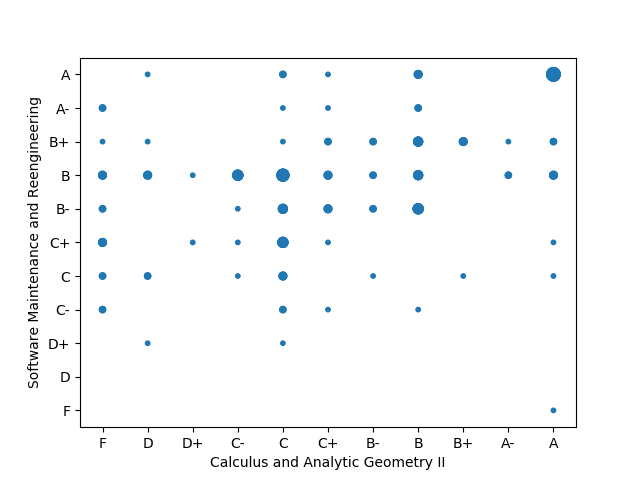 Software Maintenance and Reengineering
A
A-
B+
B
B-
C+
C
C-
D+
D
F
F D D+ C- C C+ B- B B+ A- A
Calculus and Analytic Geometry II